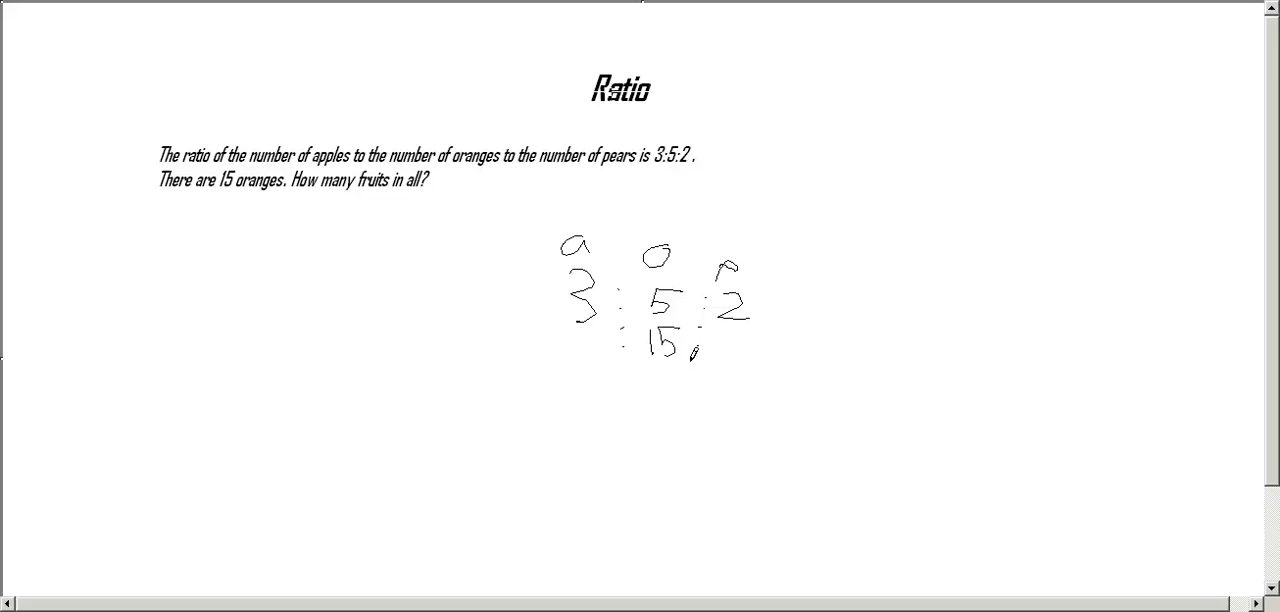 Ratio
The ratio of the number of apples to the number of oranges to the number of pears is 3:5:2 .
There are 15 oranges. How many fruits in all?
a o p
3 : 5 : 2
: 15 :